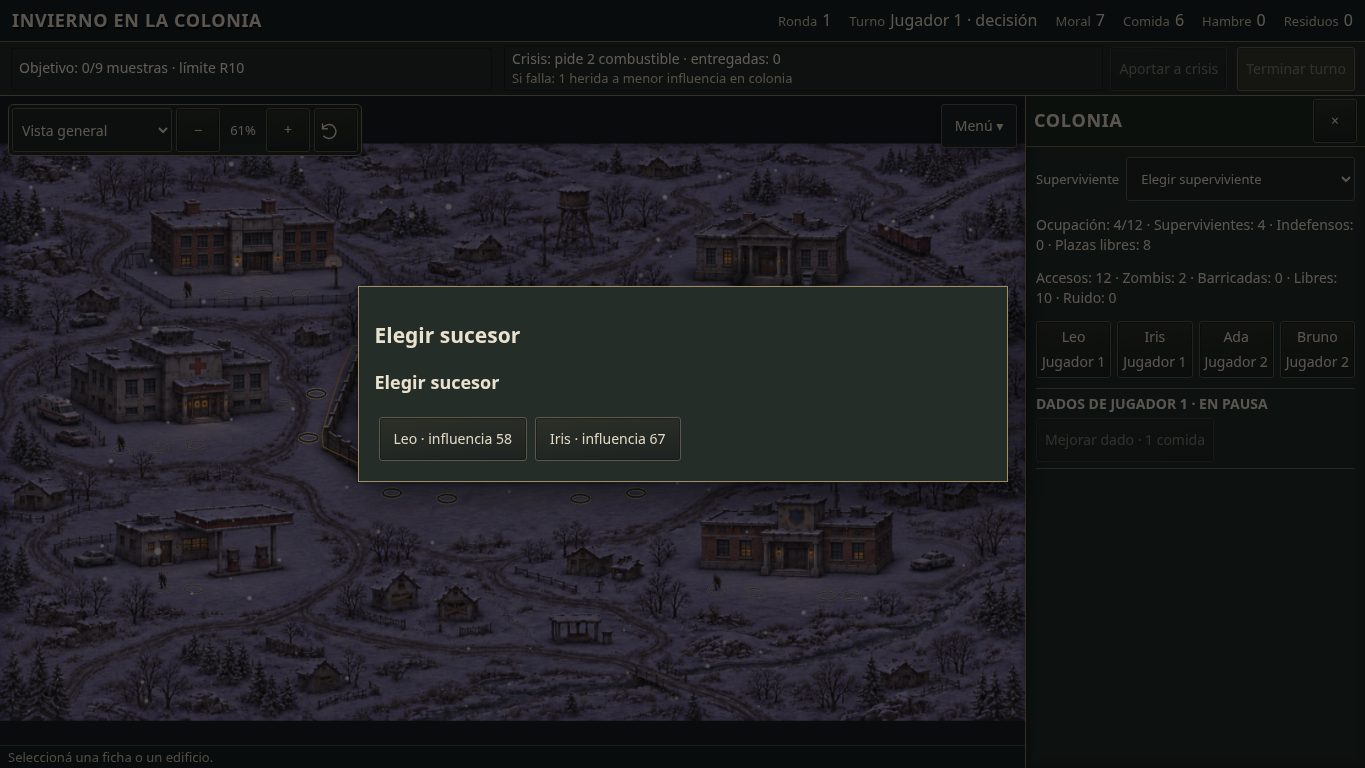 INVIERNO EN LA COLONIA
Ronda 1 Turno Jugador 1 · decisión Moral 7 Comida 6 Hambre 0 Residuos 0
Objetivo: 0/9 muestras · límite R10
Crisis: pide 2 combustible · entregadas: 0
Si falla: 1 herida a menor influencia en colonia
Aportar a crisis
Terminar turno
Vista general
− 61% +
Menú ▾
COLONIA
×
Superviviente Elegir superviviente
Ocupación: 4/12 · Supervivientes: 4 · Indefensos:
0 · Plazas libres: 8
Accesos: 12 · Zombis: 2 · Barricadas: 0 · Libres:
10 · Ruido: 0
Leo Iris Ada Bruno
Jugador 1 Jugador 1 Jugador 2 Jugador 2
DADOS DE JUGADOR 1 · EN PAUSA
Mejorar dado · 1 comida
Elegir sucesor
Elegir sucesor
Leo · influencia 58
Iris · influencia 67
Seleccioná una ficha o un edificio.